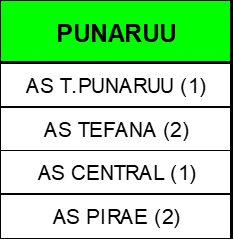 PUNARUU
AS T.PUNARUU (1)
AS TEFANA (2)
AS CENTRAL (1)
AS PIRAE (2)